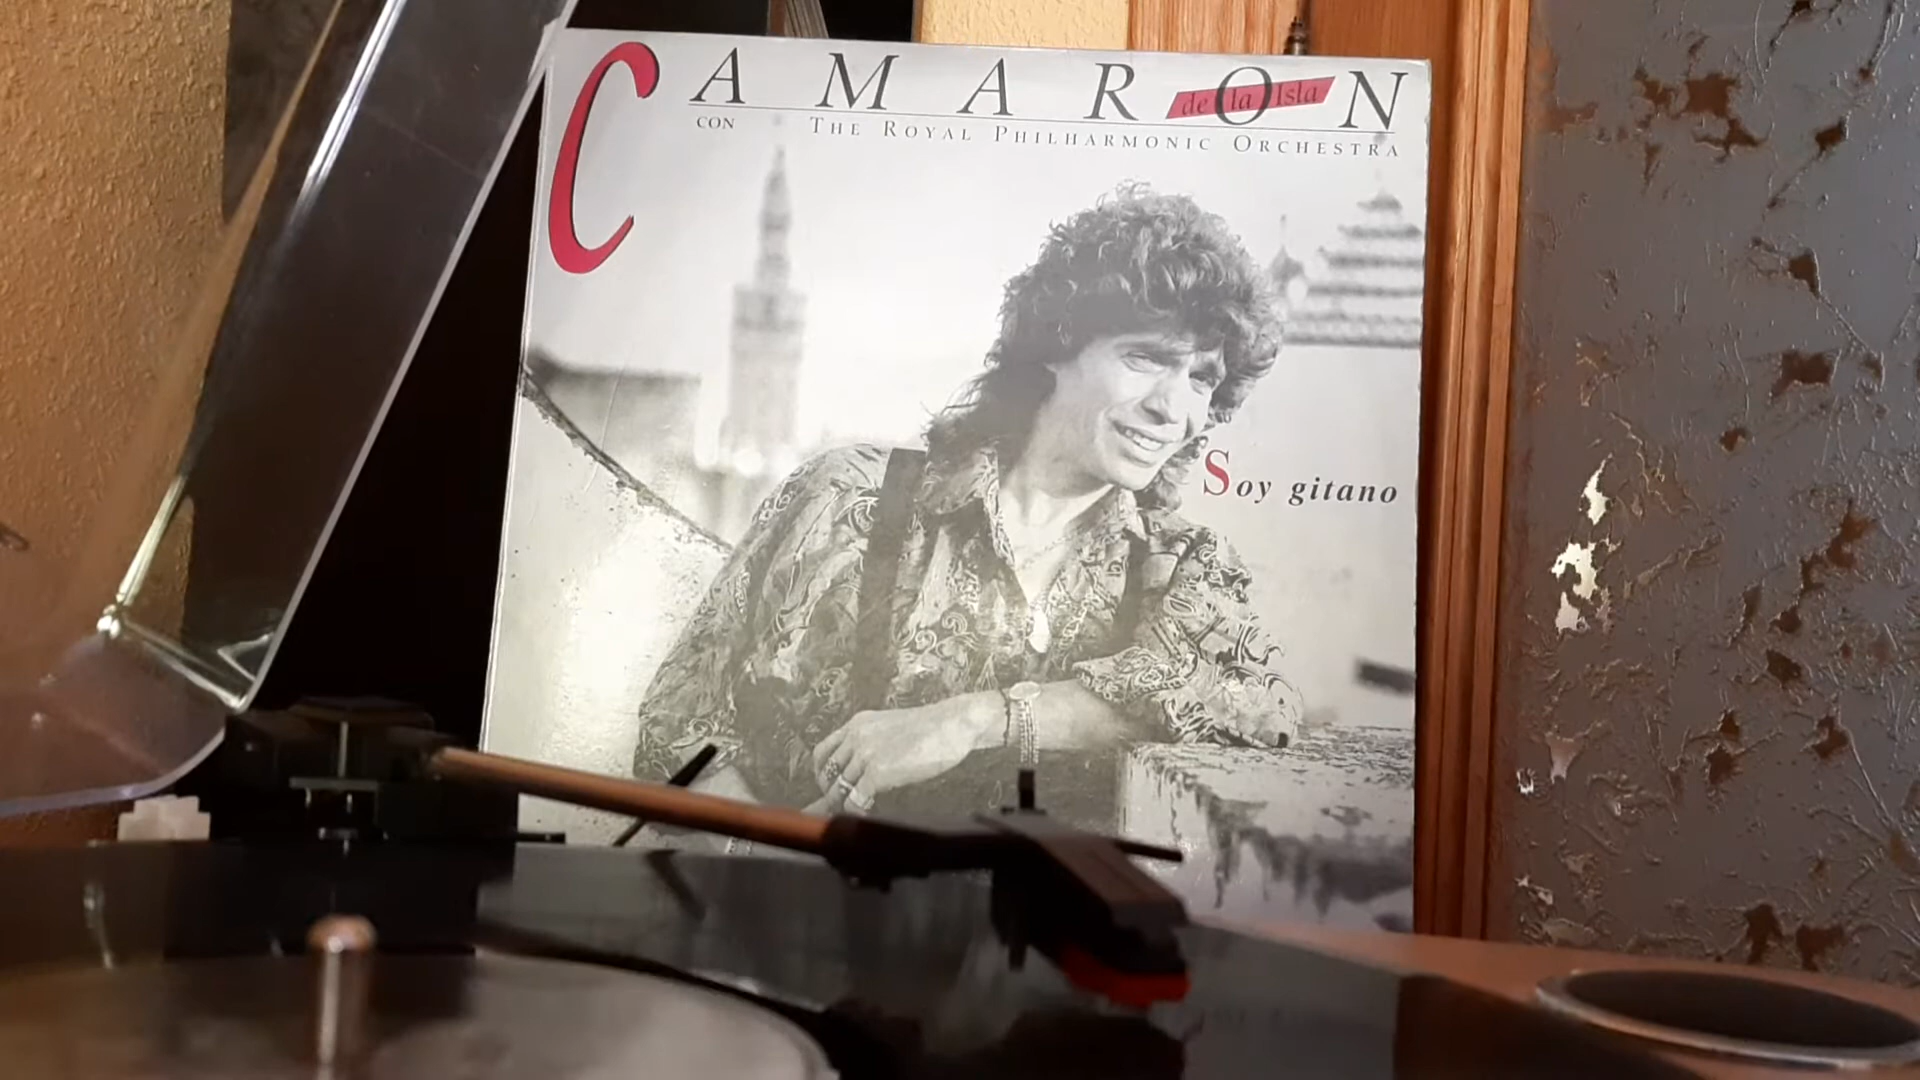 CAMARON
de la Isla
CON THE ROYAL PHILHARMONIC ORCHESTRA
Soy gitano